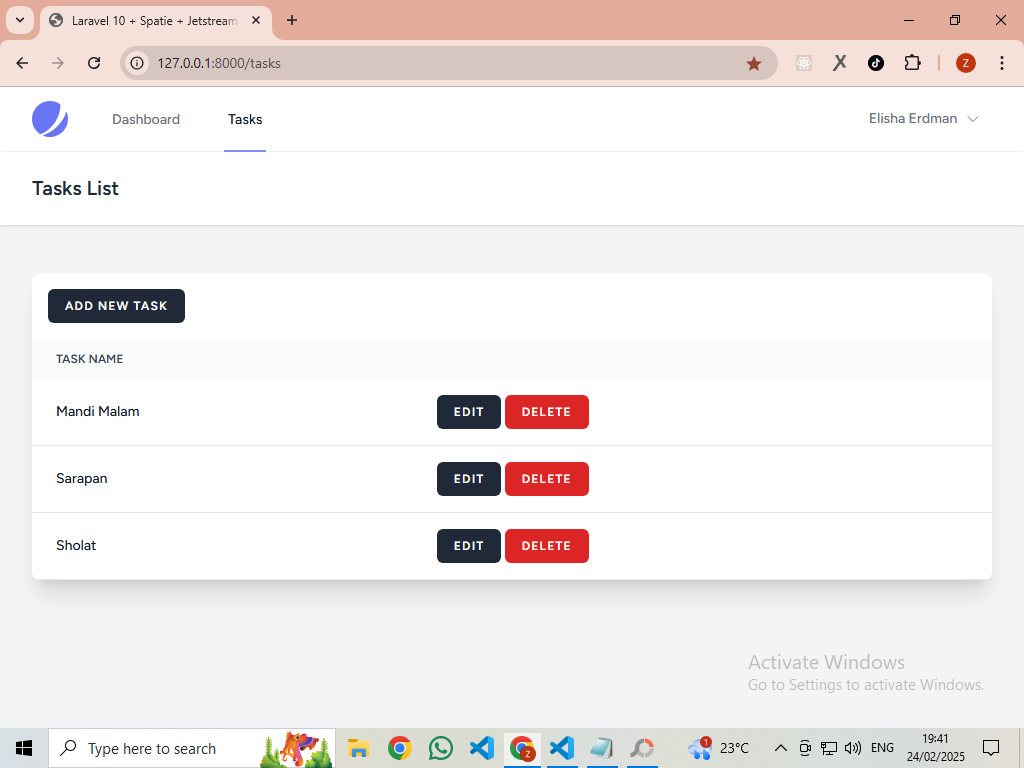 Laravel 10 + Spatie + Jetstream
127.0.0.1:8000/tasks
Z
Dashboard
Tasks
Elisha Erdman
Tasks List
ADD NEW TASK
TASK NAME
Mandi Malam
EDIT
DELETE
Sarapan
EDIT
DELETE
Sholat
EDIT
DELETE
Activate Windows
Go to Settings to activate Windows.
Type here to search
Z
1
23°C
ENG
19:41
24/02/2025